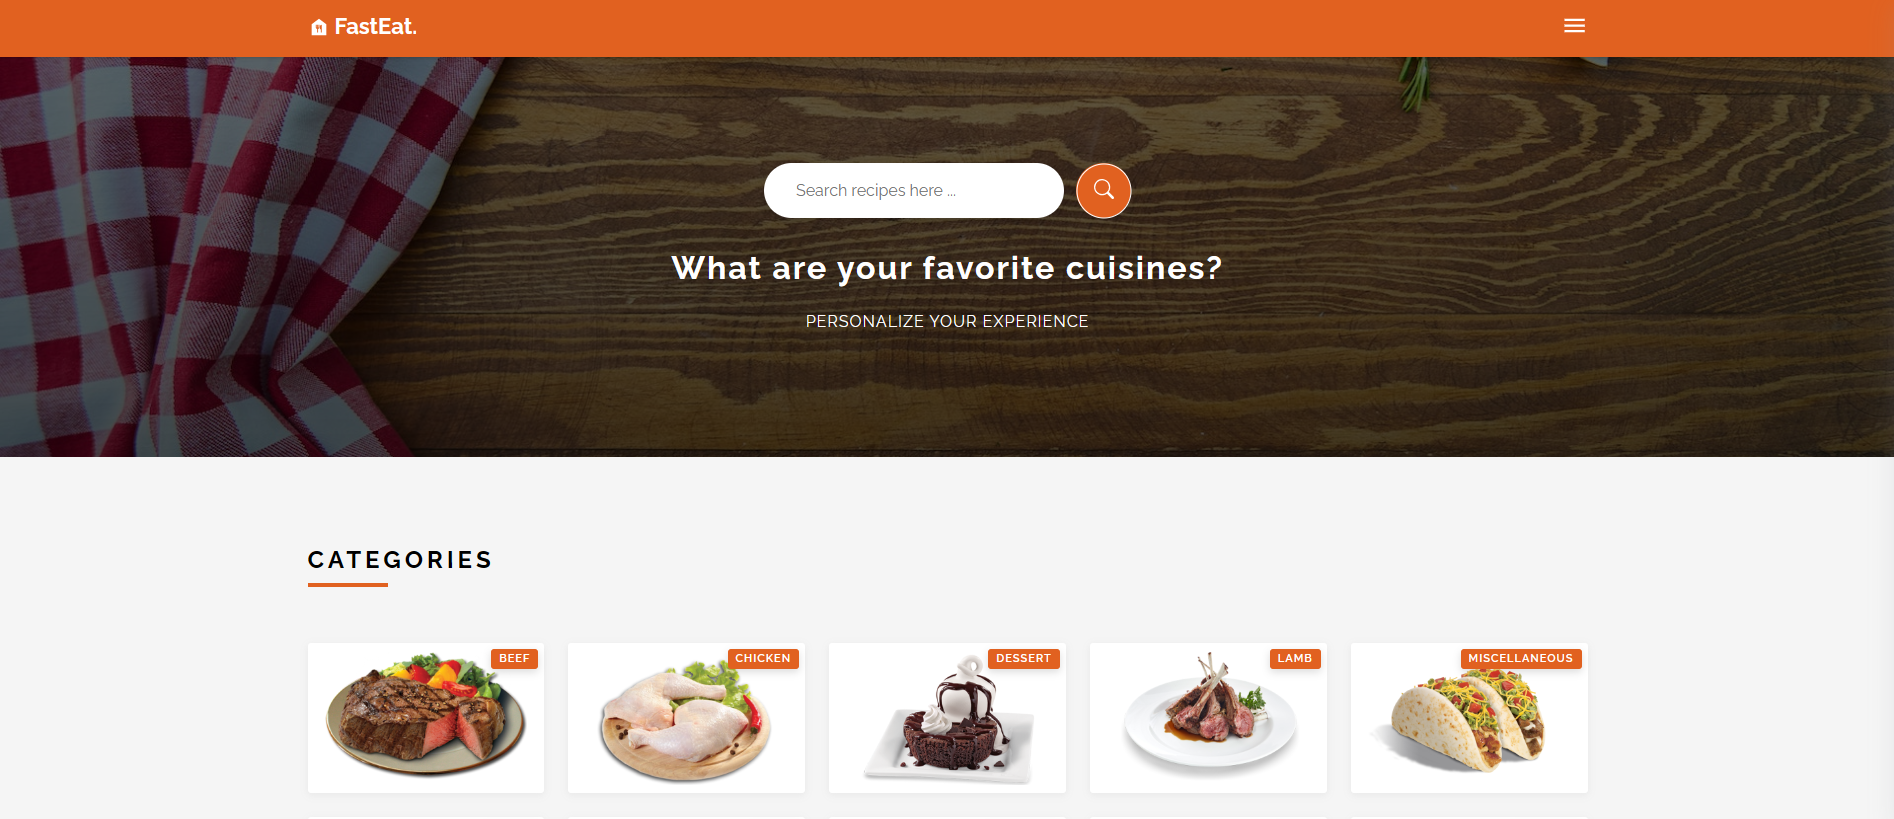 FastEat.
Search recipes here ...
What are your favorite cuisines?
PERSONALIZE YOUR EXPERIENCE
CATEGORIES
BEEF
CHICKEN
DESSERT
LAMB
MISCELLANEOUS